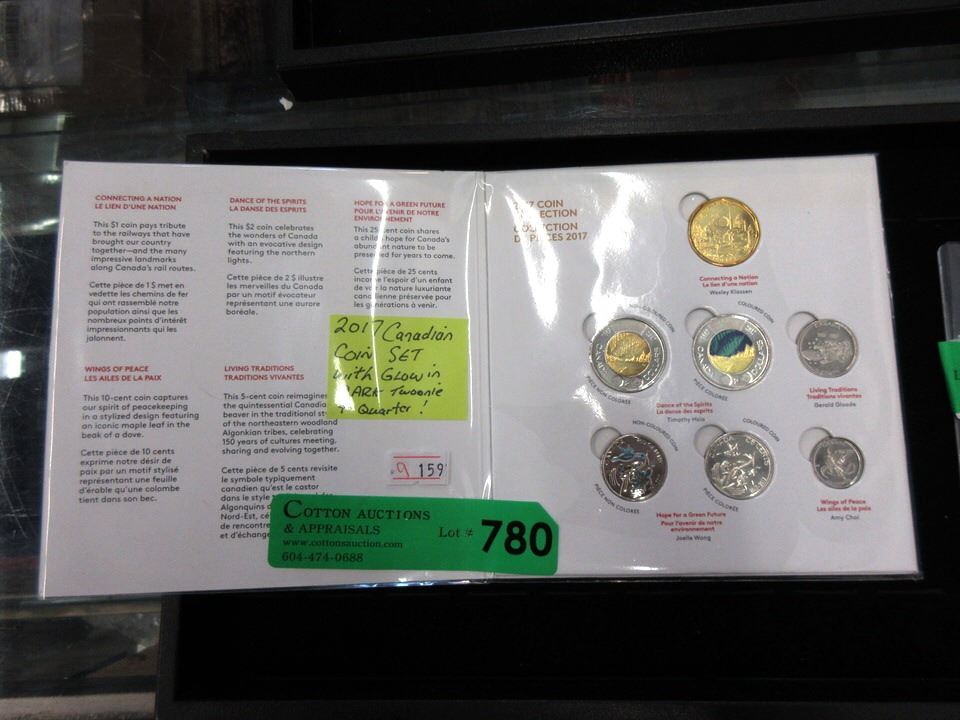 CONNECTING A NATION
LE LIEN D'UNE NATION
This $1 coin pays tribute
to the railways that have
brought our country
together—and the many
impressive landmarks
along Canada's rail routes.
Cette pièce de 1 $ met en
vedette les chemins de fer
qui ont rassemblé notre
population ainsi que les
nombreux points d'intérêt
impressionnants qui les
jalonnent.
DANCE OF THE SPIRITS
LA DANSE DES ESPRITS
This $2 coin celebrates
the wonders of Canada
with an evocative design
featuring the northern
lights.
Cette pièce de 2 $ illustre
les merveilles du Canada
par un motif évocateur
représentant une aurore
boréale.
HOPE FOR A GREEN FUTURE
POUR L'AVENIR DE NOTRE
ENVIRONNEMENT
This 25-cent coin shares
a child's hope for Canada's
abundant nature to be
preserved for years to come.
Cette pièce de 25 cents
incarne l'espoir d'un enfant
de voir la nature luxuriante
canadienne préservée pour
les générations à venir.
WINGS OF PEACE
LES AILES DE LA PAIX
This 10-cent coin captures
our spirit of peacekeeping
in a stylized design featuring
an iconic maple leaf in the
beak of a dove.
Cette pièce de 10 cents
exprime notre désir de
paix par un motif stylisé
représentant une feuille
d'érable qu'une colombe
tient dans son bec.
LIVING TRADITIONS
TRADITIONS VIVANTES
This 5-cent coin reimagines
the quintessential Canadia
beaver in the traditional st
of the northeastern woodland
Algonkian tribes, celebrating
150 years of cultures meeting,
sharing and evolving together.
Cette pièce de 5 cents revisite
le symbole typiquement
canadien qu'est le castor
dans le style
Algonquins d
Nord-Est, cé
de rencontre
et d'échange
2017 Canadian
COIN SET
with GLOW in
DARK Twoonie
& Quarter !
9 159
COTTON AUCTIONS
& APPRAISALS
www.cottonsauction.com
604-474-0688
Lot # 780
2017 COIN
COLLECTION
COLLECTION
DE PIÈCES 2017
Connecting a Nation
Le lien d'une nation
Wesley Klassen
COLOURED COIN
PIÈCE NON COLORÉE
PIÈCE COLORÉE
Dance of the Spirits
La danse des esprits
Timothy Hsia
Living Traditions
Traditions vivantes
Gerald Gloade
NON-COLOURED COIN
COLOURED COIN
PIÈCE NON COLORÉE
PIÈCE COLORÉE
Hope for a Green Future
Pour l'avenir de notre
environnement
Joelle Wong
Wings of Peace
Les ailes de la paix
Amy Choi